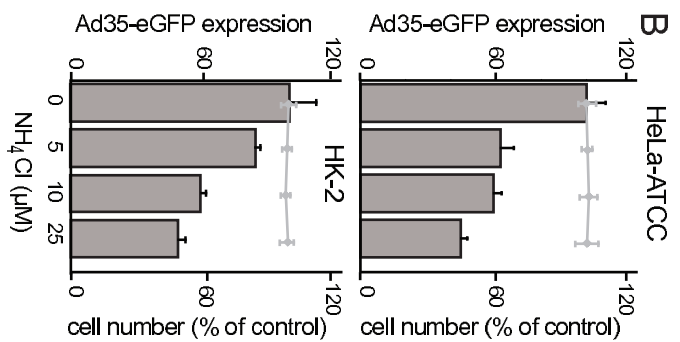 B
HeLa-ATCC
Ad35-eGFP expression
120
60
0
120
60
0
cell number (% of control)
HK-2
Ad35-eGFP expression
120
60
0
120
60
0
cell number (% of control)
0 5 10 25
NH₄Cl (µM)